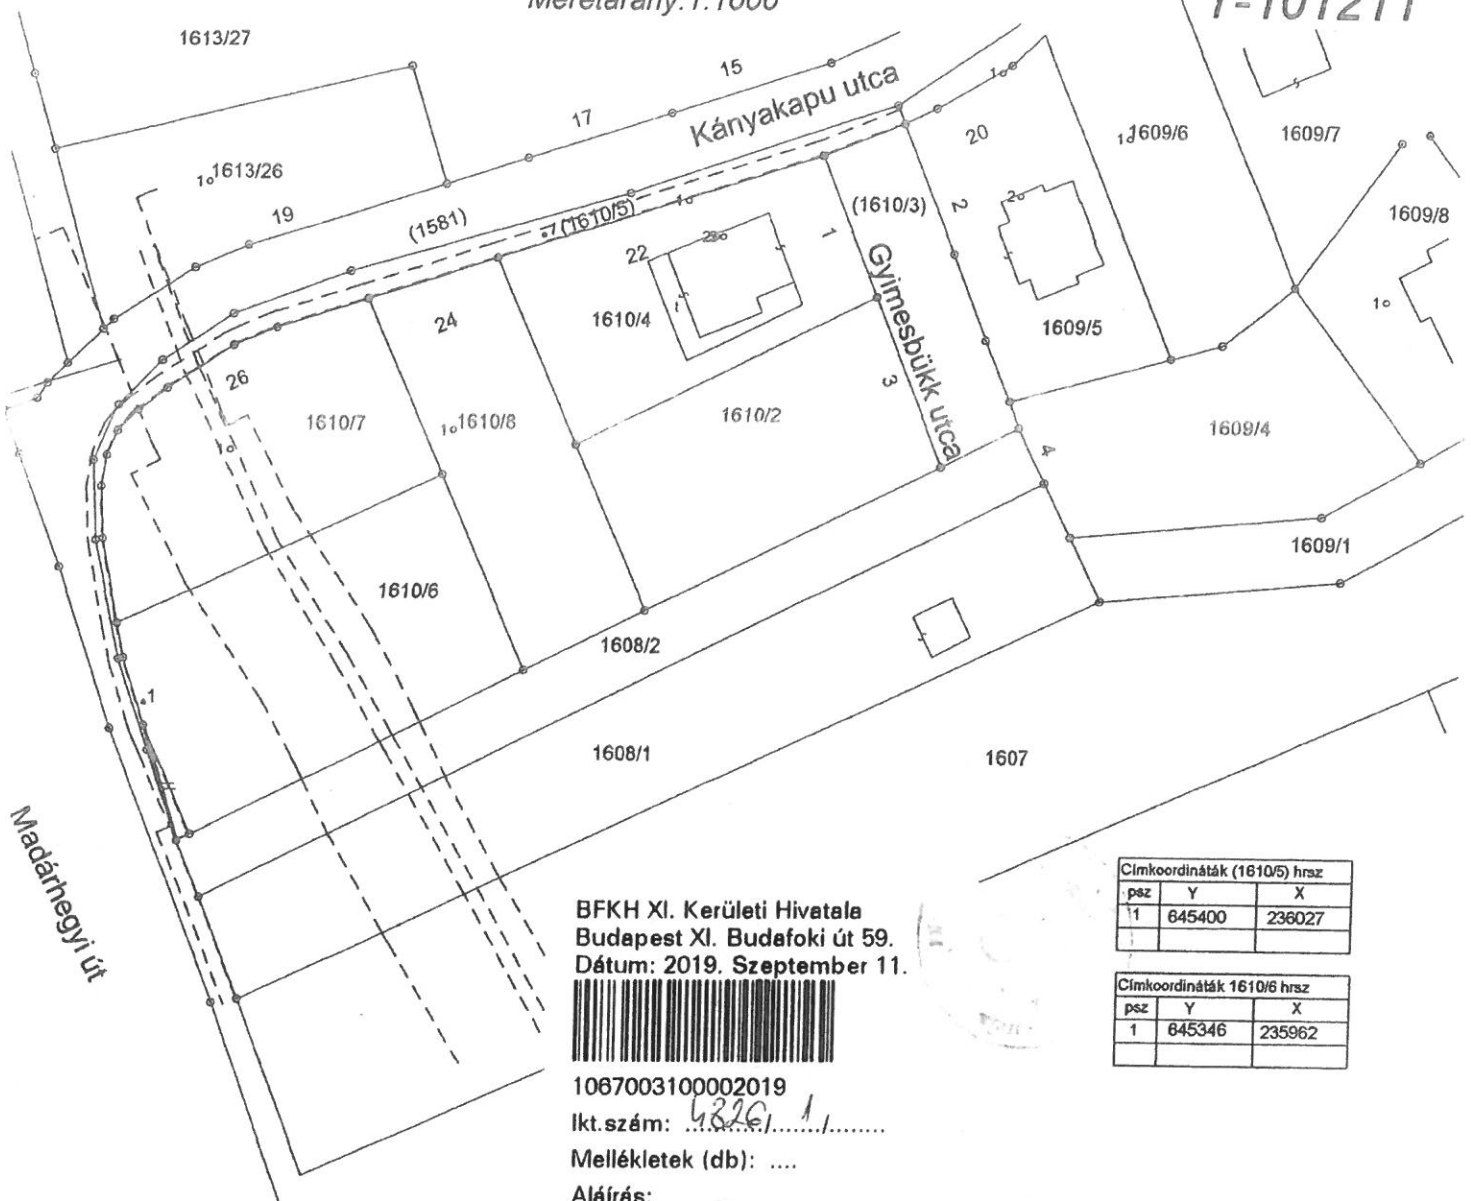 Méretarány:1:1000
T-101211
1613/27
15
17
Kányakapu utca
1609/6
1609/7
20
1613/26
19
(1581)
7(1610/5)
(1610/3)
2
1609/8
22
1
Gyimesbükk utca
24
1610/4
1609/5
26
3
1610/7
1610/8
1610/2
1609/4
4
1609/1
1610/6
1608/2
1
1608/1
1607
Madárhegyi út
BFKH XI. Kerületi Hivatala
Budapest XI. Budafoki út 59.
Dátum: 2019. Szeptember 11.
1067003100002019
Ikt.szám: 4826/ 1 /........
Mellékletek (db): ....
Aláírás:
Címkoordináták (1610/5) hrsz
psz Y X
1 645400 236027
Címkoordináták 1610/6 hrsz
psz Y X
1 645346 235962